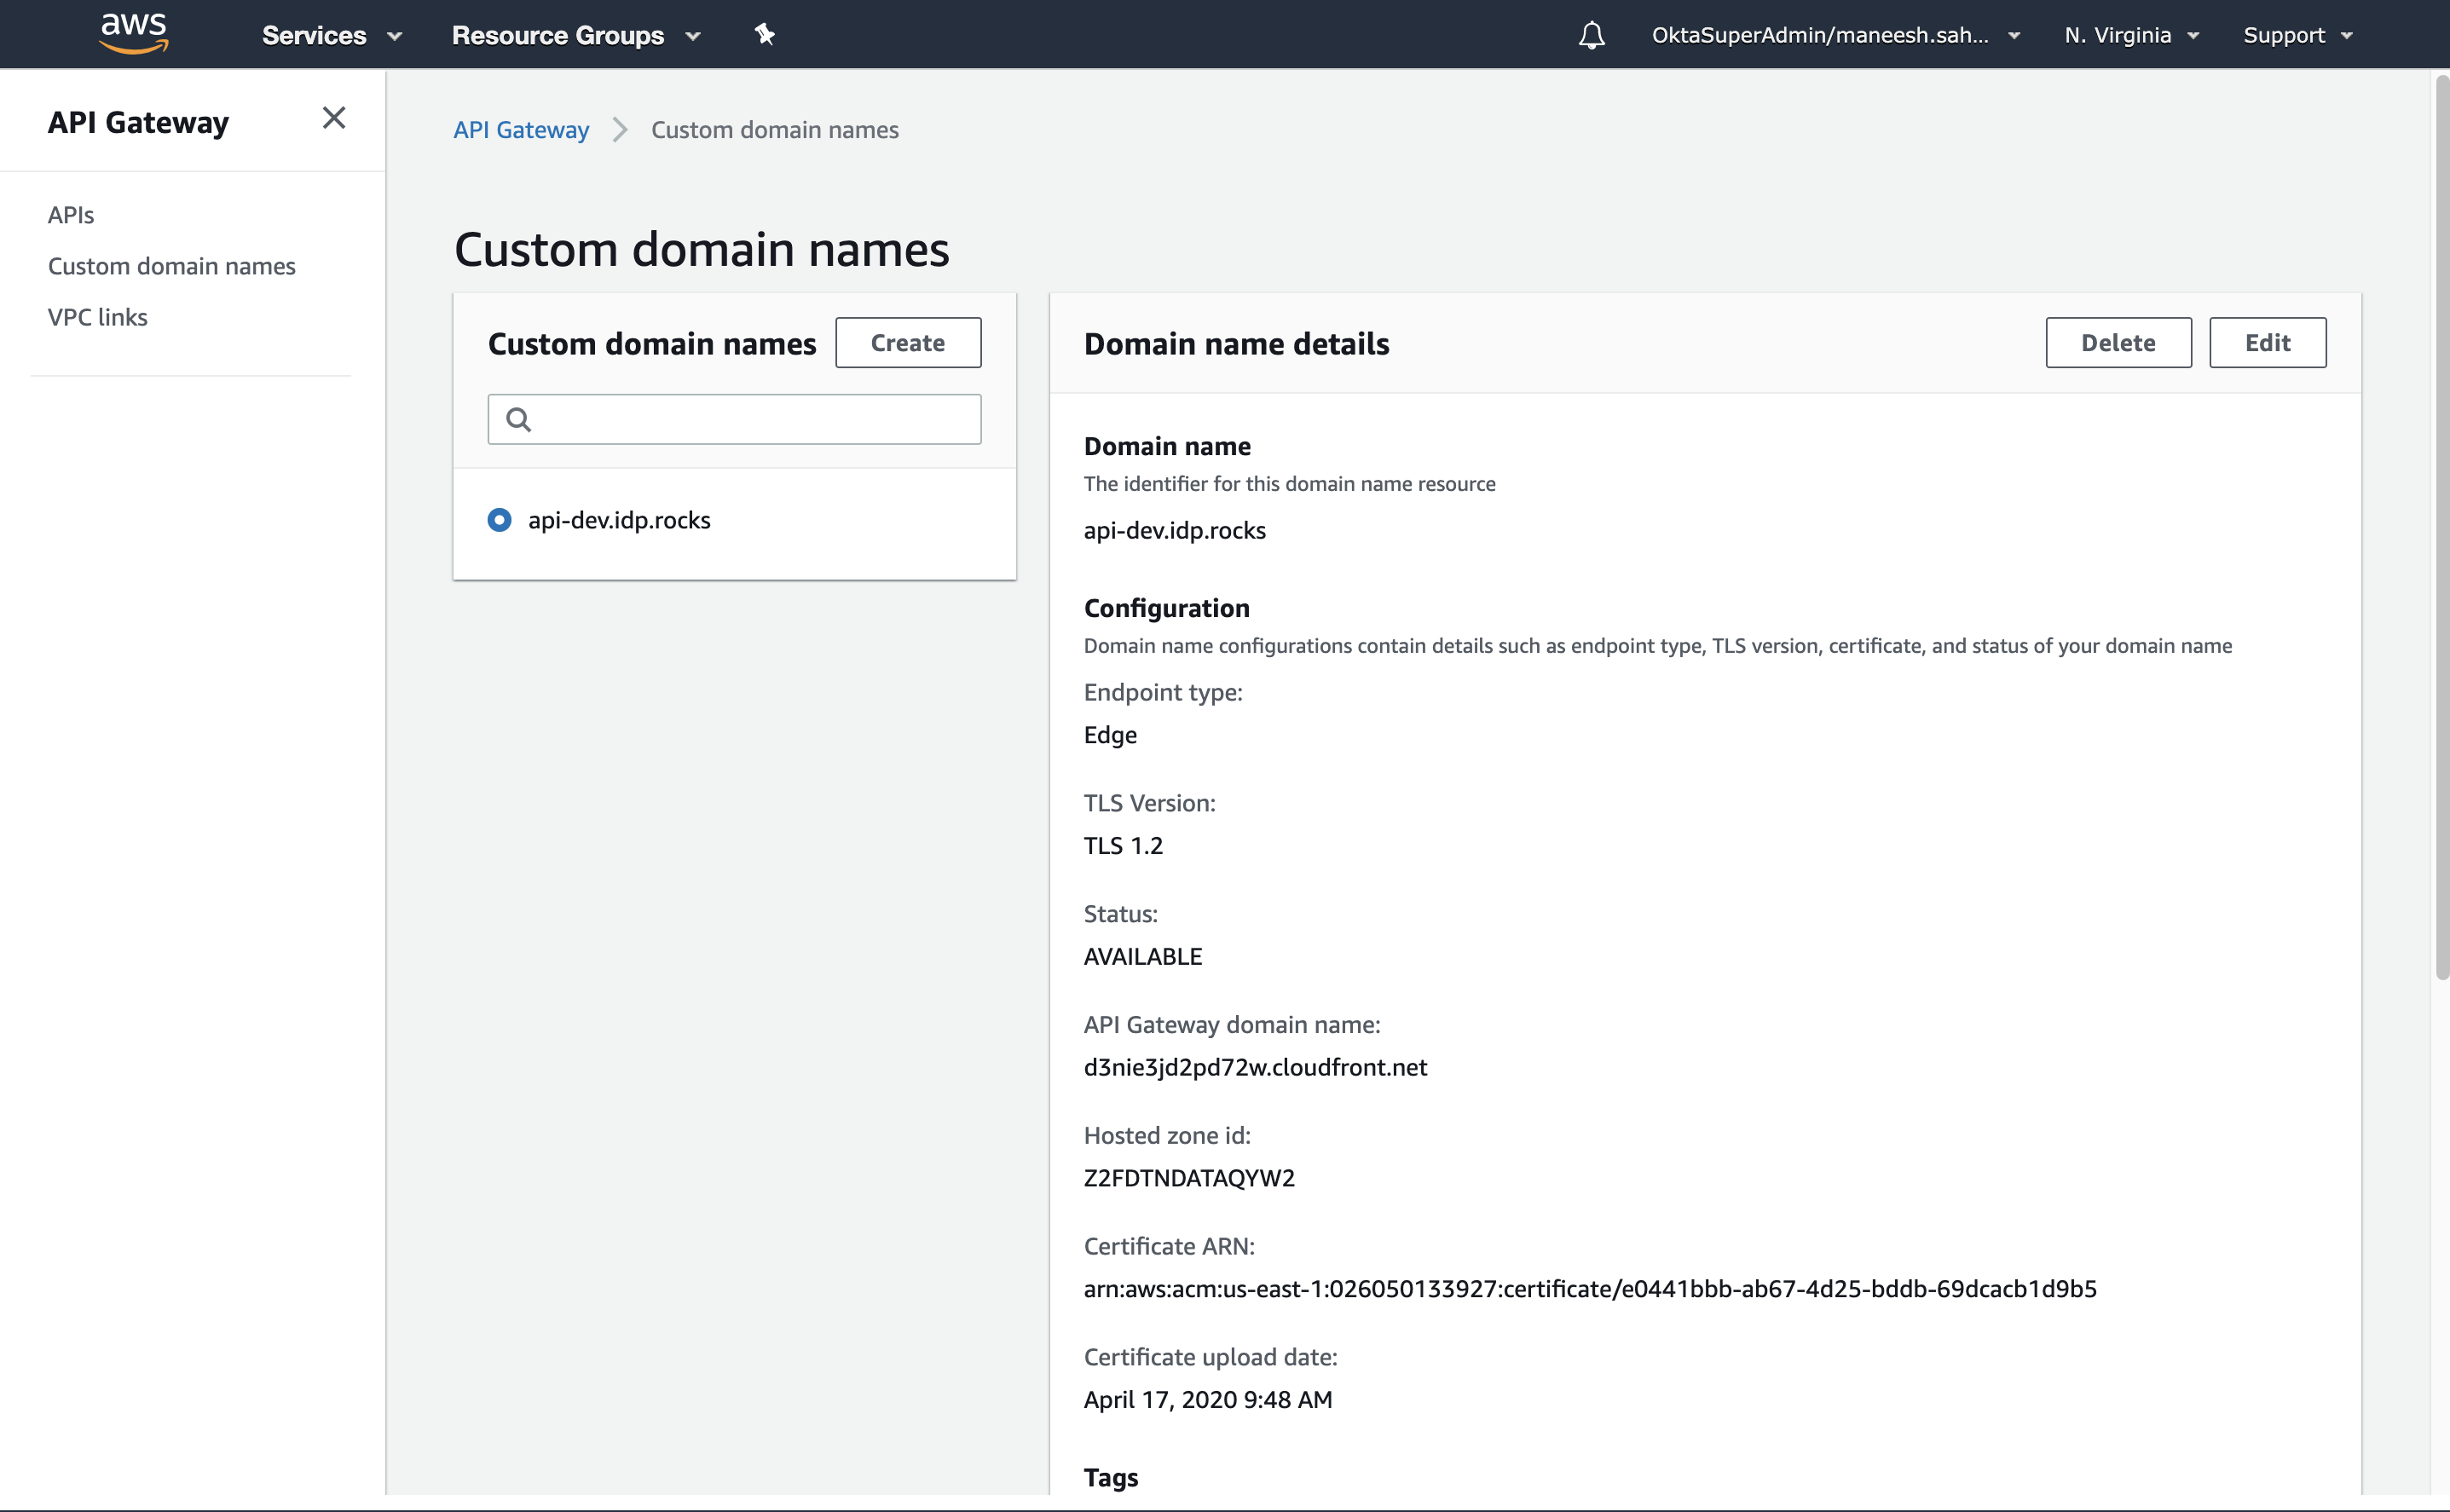 aws
Services
Resource Groups
OktaSuperAdmin/maneesh.sah...
N. Virginia
Support
API Gateway
APIs
Custom domain names
VPC links
API Gateway
Custom domain names
Custom domain names
Custom domain names
Create
api-dev.idp.rocks
Domain name details
Delete
Edit
Domain name
The identifier for this domain name resource
api-dev.idp.rocks
Configuration
Domain name configurations contain details such as endpoint type, TLS version, certificate, and status of your domain name
Endpoint type:
Edge
TLS Version:
TLS 1.2
Status:
AVAILABLE
API Gateway domain name:
d3nie3jd2pd72w.cloudfront.net
Hosted zone id:
Z2FDTNDATAQYW2
Certificate ARN:
arn:aws:acm:us-east-1:026050133927:certificate/e0441bbb-ab67-4d25-bddb-69dcacb1d9b5
Certificate upload date:
April 17, 2020 9:48 AM
Tags